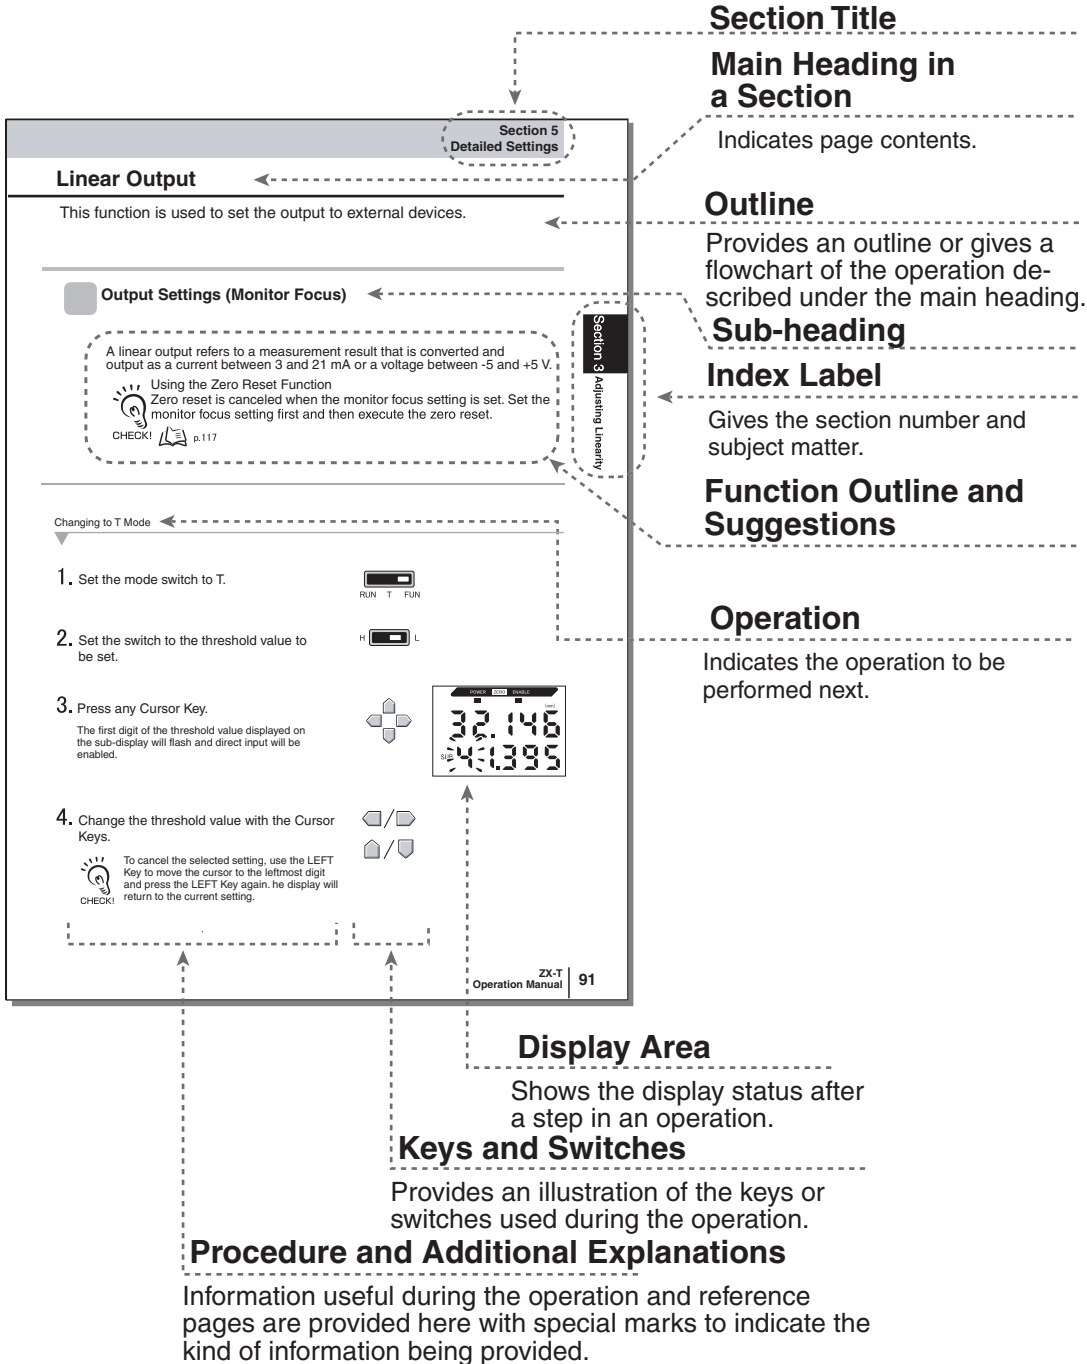 Section Title
Main Heading in
a Section
Indicates page contents.
Section 5
Detailed Settings
Linear Output
This function is used to set the output to external devices.
Outline
Provides an outline or gives a
flowchart of the operation de-
scribed under the main heading.
Output Settings (Monitor Focus)
Sub-heading
A linear output refers to a measurement result that is converted and
output as a current between 3 and 21 mA or a voltage between -5 and +5 V.
Using the Zero Reset Function
Zero reset is canceled when the monitor focus setting is set. Set the
monitor focus setting first and then execute the zero reset.
CHECK! p.117
Section 3 Adjusting Linearity
Index Label
Gives the section number and
subject matter.
Function Outline and
Suggestions
Changing to T Mode
1. Set the mode switch to T.
RUN T FUN
2. Set the switch to the threshold value to
be set.
H L
Operation
Indicates the operation to be
performed next.
3. Press any Cursor Key.
The first digit of the threshold value displayed on
the sub-display will flash and direct input will be
enabled.
POWER ZERO ENABLE
(mm)
32.146
SUB 41.395
4. Change the threshold value with the Cursor
Keys.
/
/
To cancel the selected setting, use the LEFT
Key to move the cursor to the leftmost digit
and press the LEFT Key again. he display will
return to the current setting.
CHECK!
.
ZX-T
Operation Manual 91
Display Area
Shows the display status after
a step in an operation.
Keys and Switches
Provides an illustration of the keys or
switches used during the operation.
Procedure and Additional Explanations
Information useful during the operation and reference
pages are provided here with special marks to indicate the
kind of information being provided.